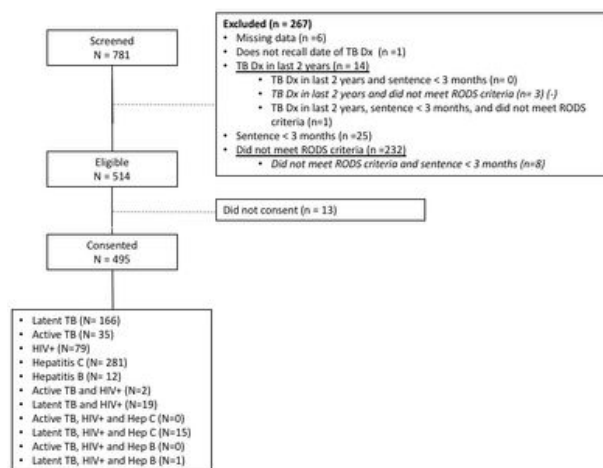 Screened
N = 781
Excluded (n = 267)
• Missing data (n=6)
• Does not recall date of TB Dx (n =1)
• TB Dx in last 2 years (n = 14)
• TB Dx in last 2 years and sentence < 3 months (n= 0)
• TB Dx in last 2 years and did not meet RODS criteria (n= 3) (-)
• TB Dx in last 2 years, sentence < 3 months, and did not meet RODS
criteria (n=1)
• Sentence < 3 months (n =25)
• Did not meet RODS criteria (n =232)
• Did not meet RODS criteria and sentence < 3 months (n=8)
Eligible
N = 514
Did not consent (n = 13)
Consented
N = 495
• Latent TB (N= 166)
• Active TB (N= 35)
• HIV+ (N=79)
• Hepatitis C (N= 281)
• Hepatitis B (N= 12)
• Active TB and HIV+ (N=2)
• Latent TB and HIV+ (N=19)
• Active TB, HIV+ and Hep C (N=0)
• Latent TB, HIV+ and Hep C (N=15)
• Active TB, HIV+ and Hep B (N=0)
• Latent TB, HIV+ and Hep B (N=1)